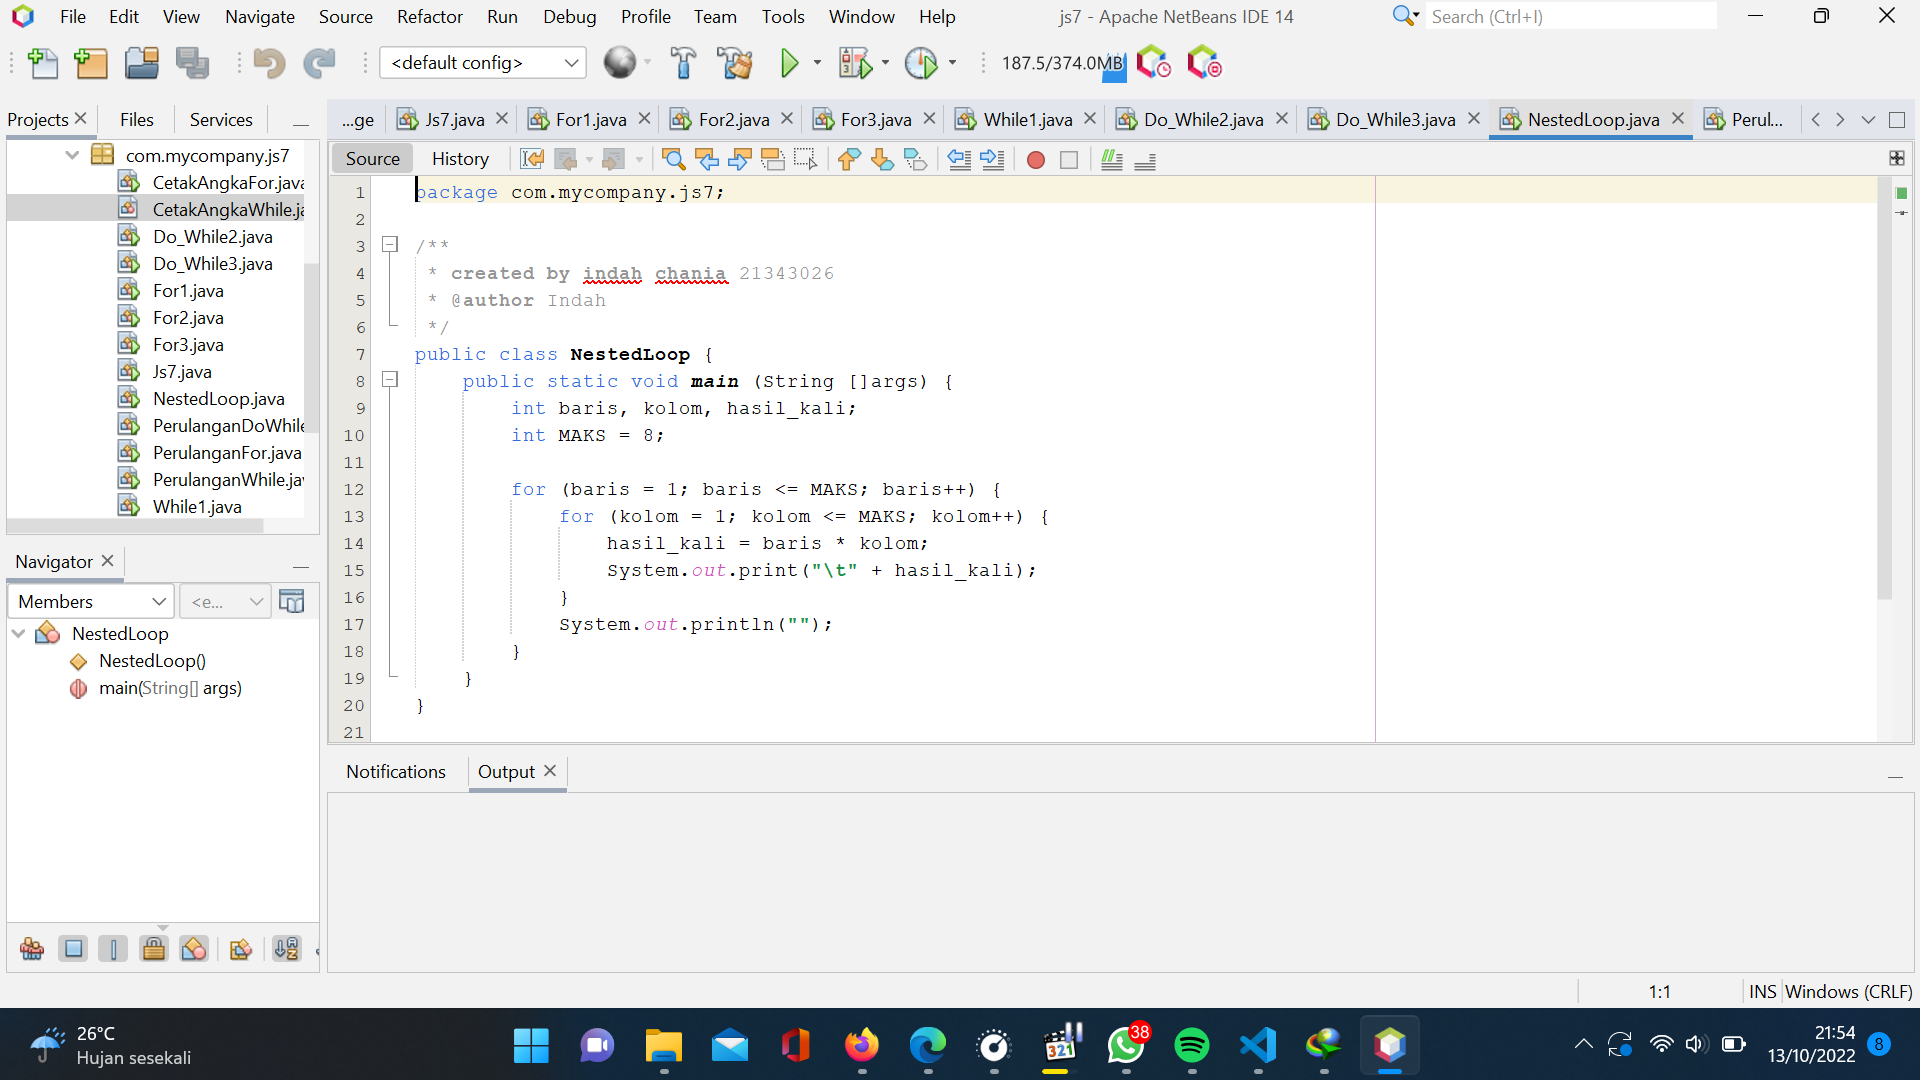 File Edit View Navigate Source Refactor Run Debug Profile Team Tools Window Help
js7 - Apache NetBeans IDE 14
Search (Ctrl+I)
<default config>
187.5/374.0MB
Projects Files Services
...ge Js7.java For1.java For2.java For3.java While1.java Do_While2.java Do_While3.java NestedLoop.java Perul...
Source History
com.mycompany.js7
CetakAngkaFor.java
CetakAngkaWhile.ja
Do_While2.java
Do_While3.java
For1.java
For2.java
For3.java
Js7.java
NestedLoop.java
PerulanganDoWhile
PerulanganFor.java
PerulanganWhile.jav
While1.java
Navigator
Members <e...
NestedLoop
NestedLoop()
main(String[] args)
1 package com.mycompany.js7;
2
3 /**
4 * created by indah chania 21343026
5 * @author Indah
6 */
7 public class NestedLoop {
8 public static void main (String []args) {
9 int baris, kolom, hasil_kali;
10 int MAKS = 8;
11
12 for (baris = 1; baris <= MAKS; baris++) {
13 for (kolom = 1; kolom <= MAKS; kolom++) {
14 hasil_kali = baris * kolom;
15 System.out.print("\t" + hasil_kali);
16 }
17 System.out.println("");
18 }
19 }
20 }
21
Notifications Output
1:1 INS Windows (CRLF)
26°C
Hujan sesekali
321
38
21:54
13/10/2022
8